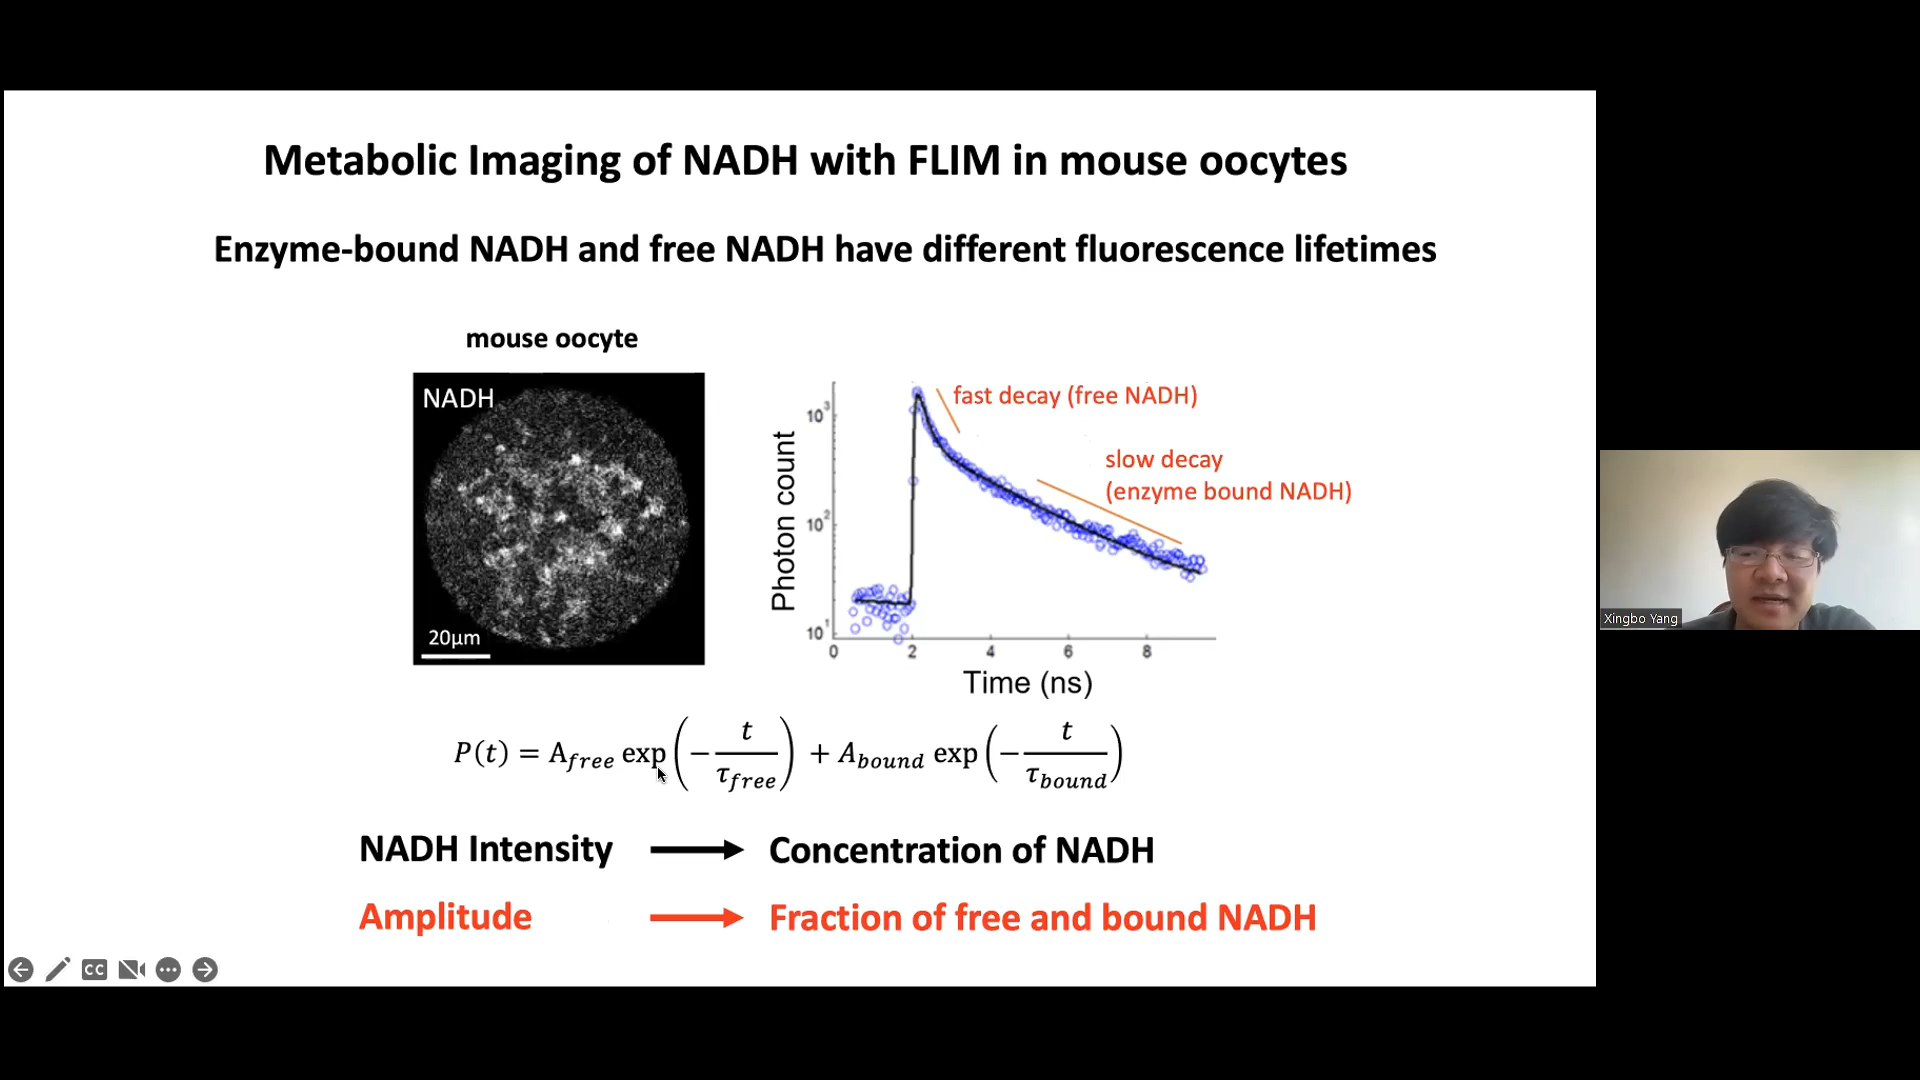 Metabolic Imaging of NADH with FLIM in mouse oocytes
Enzyme-bound NADH and free NADH have different fluorescence lifetimes
mouse oocyte
NADH
20μm
fast decay (free NADH)
slow decay
(enzyme bound NADH)
Photon count
10³
10²
10¹
0 2 4 6 8
Time (ns)
P(t) = A_free exp(−t/τ_free) + A_bound exp(−t/τ_bound)
NADH Intensity → Concentration of NADH
Amplitude → Fraction of free and bound NADH
CC
Xingbo Yang